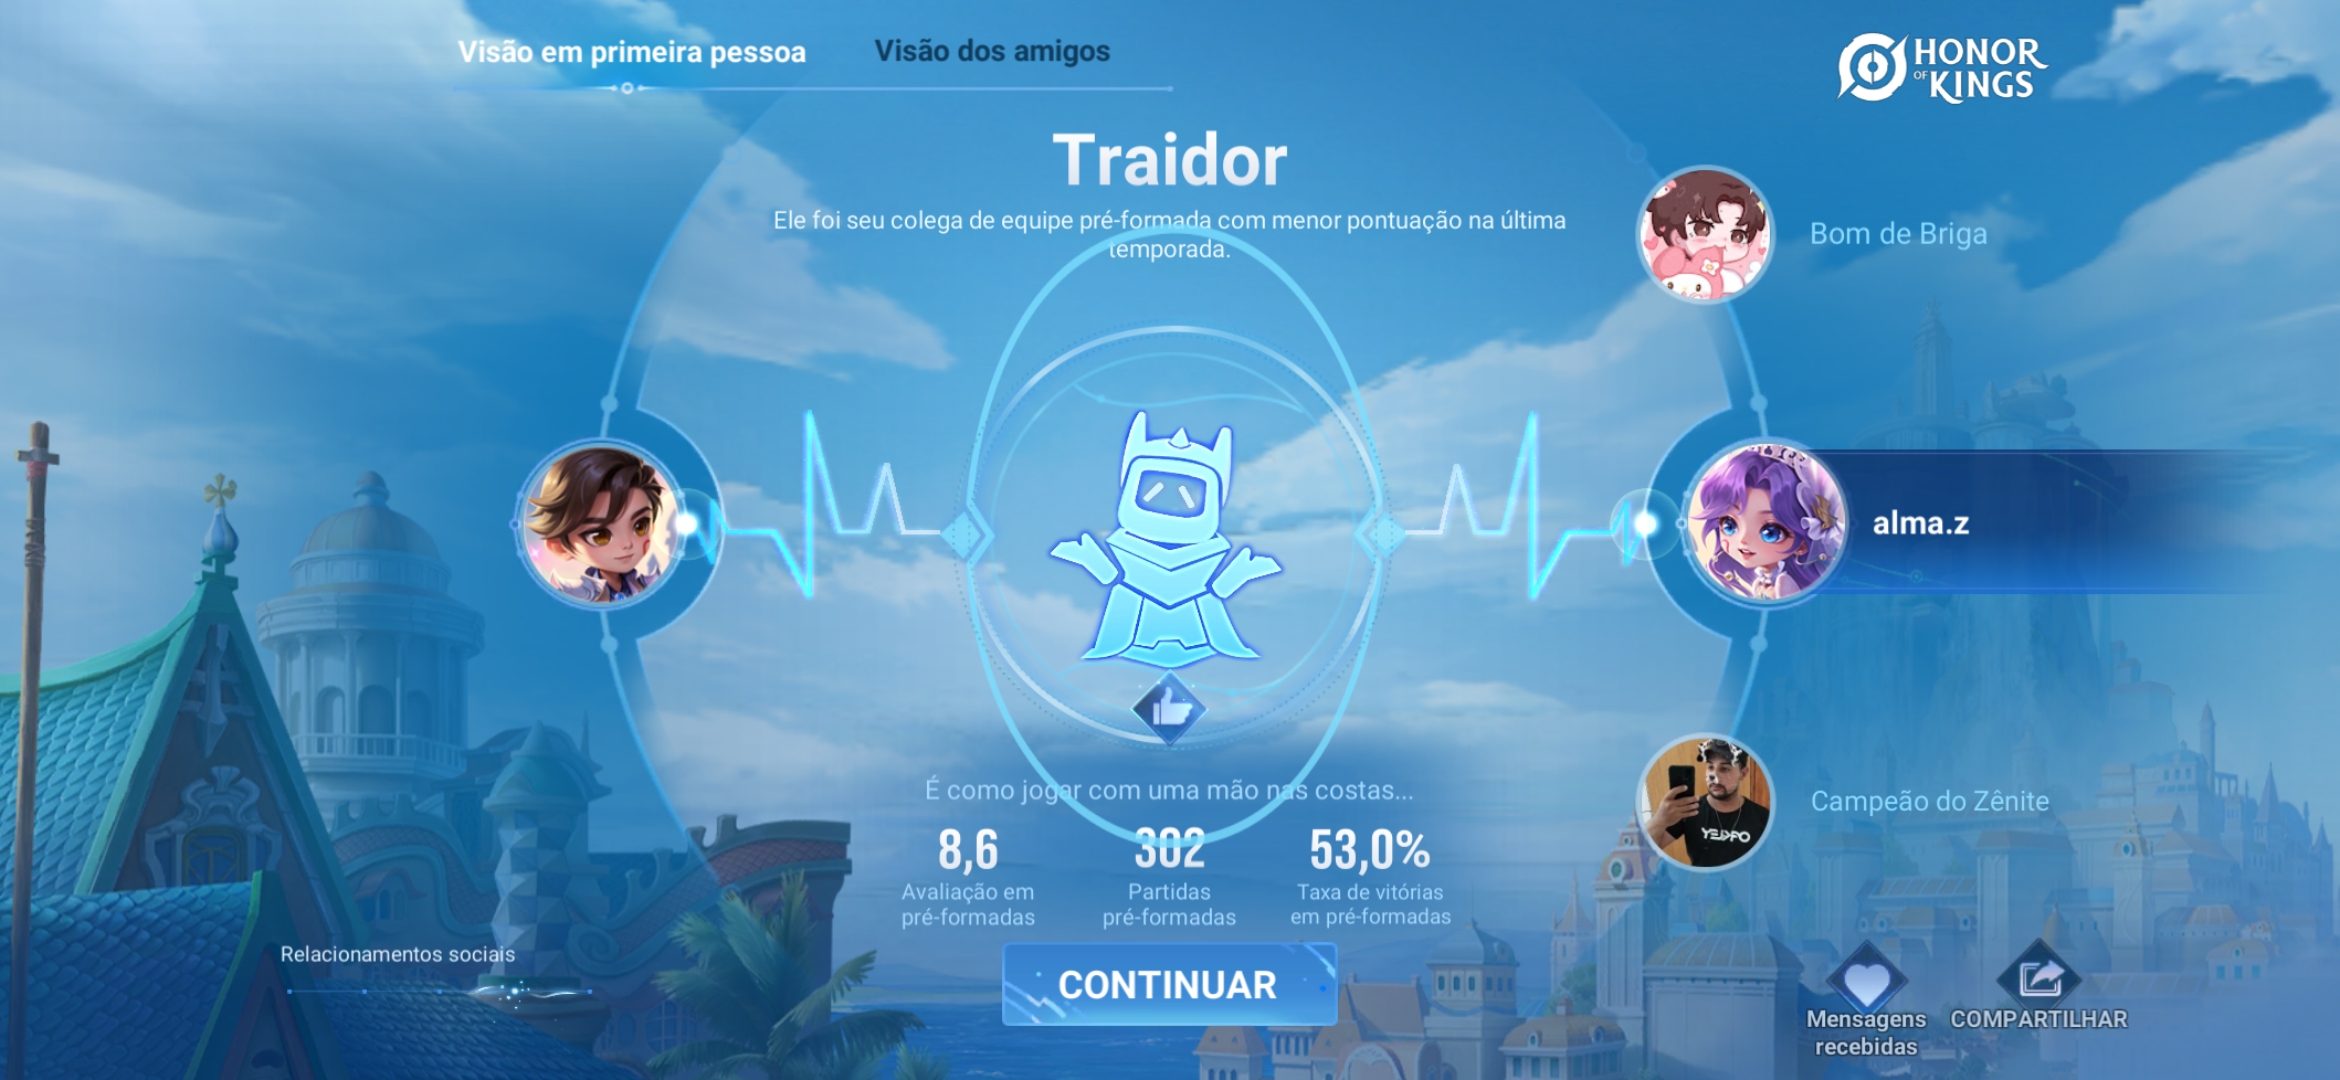 Visão em primeira pessoa
Visão dos amigos
HONOR
OF KINGS
Traidor
Ele foi seu colega de equipe pré-formada com menor pontuação na última
temporada.
Bom de Briga
alma.z
Campeão do Zênite
É como jogar com uma mão nas costas...
8,6
302
53,0%
Avaliação em
pré-formadas
Partidas
pré-formadas
Taxa de vitórias
em pré-formadas
Relacionamentos sociais
CONTINUAR
Mensagens
recebidas
COMPARTILHAR